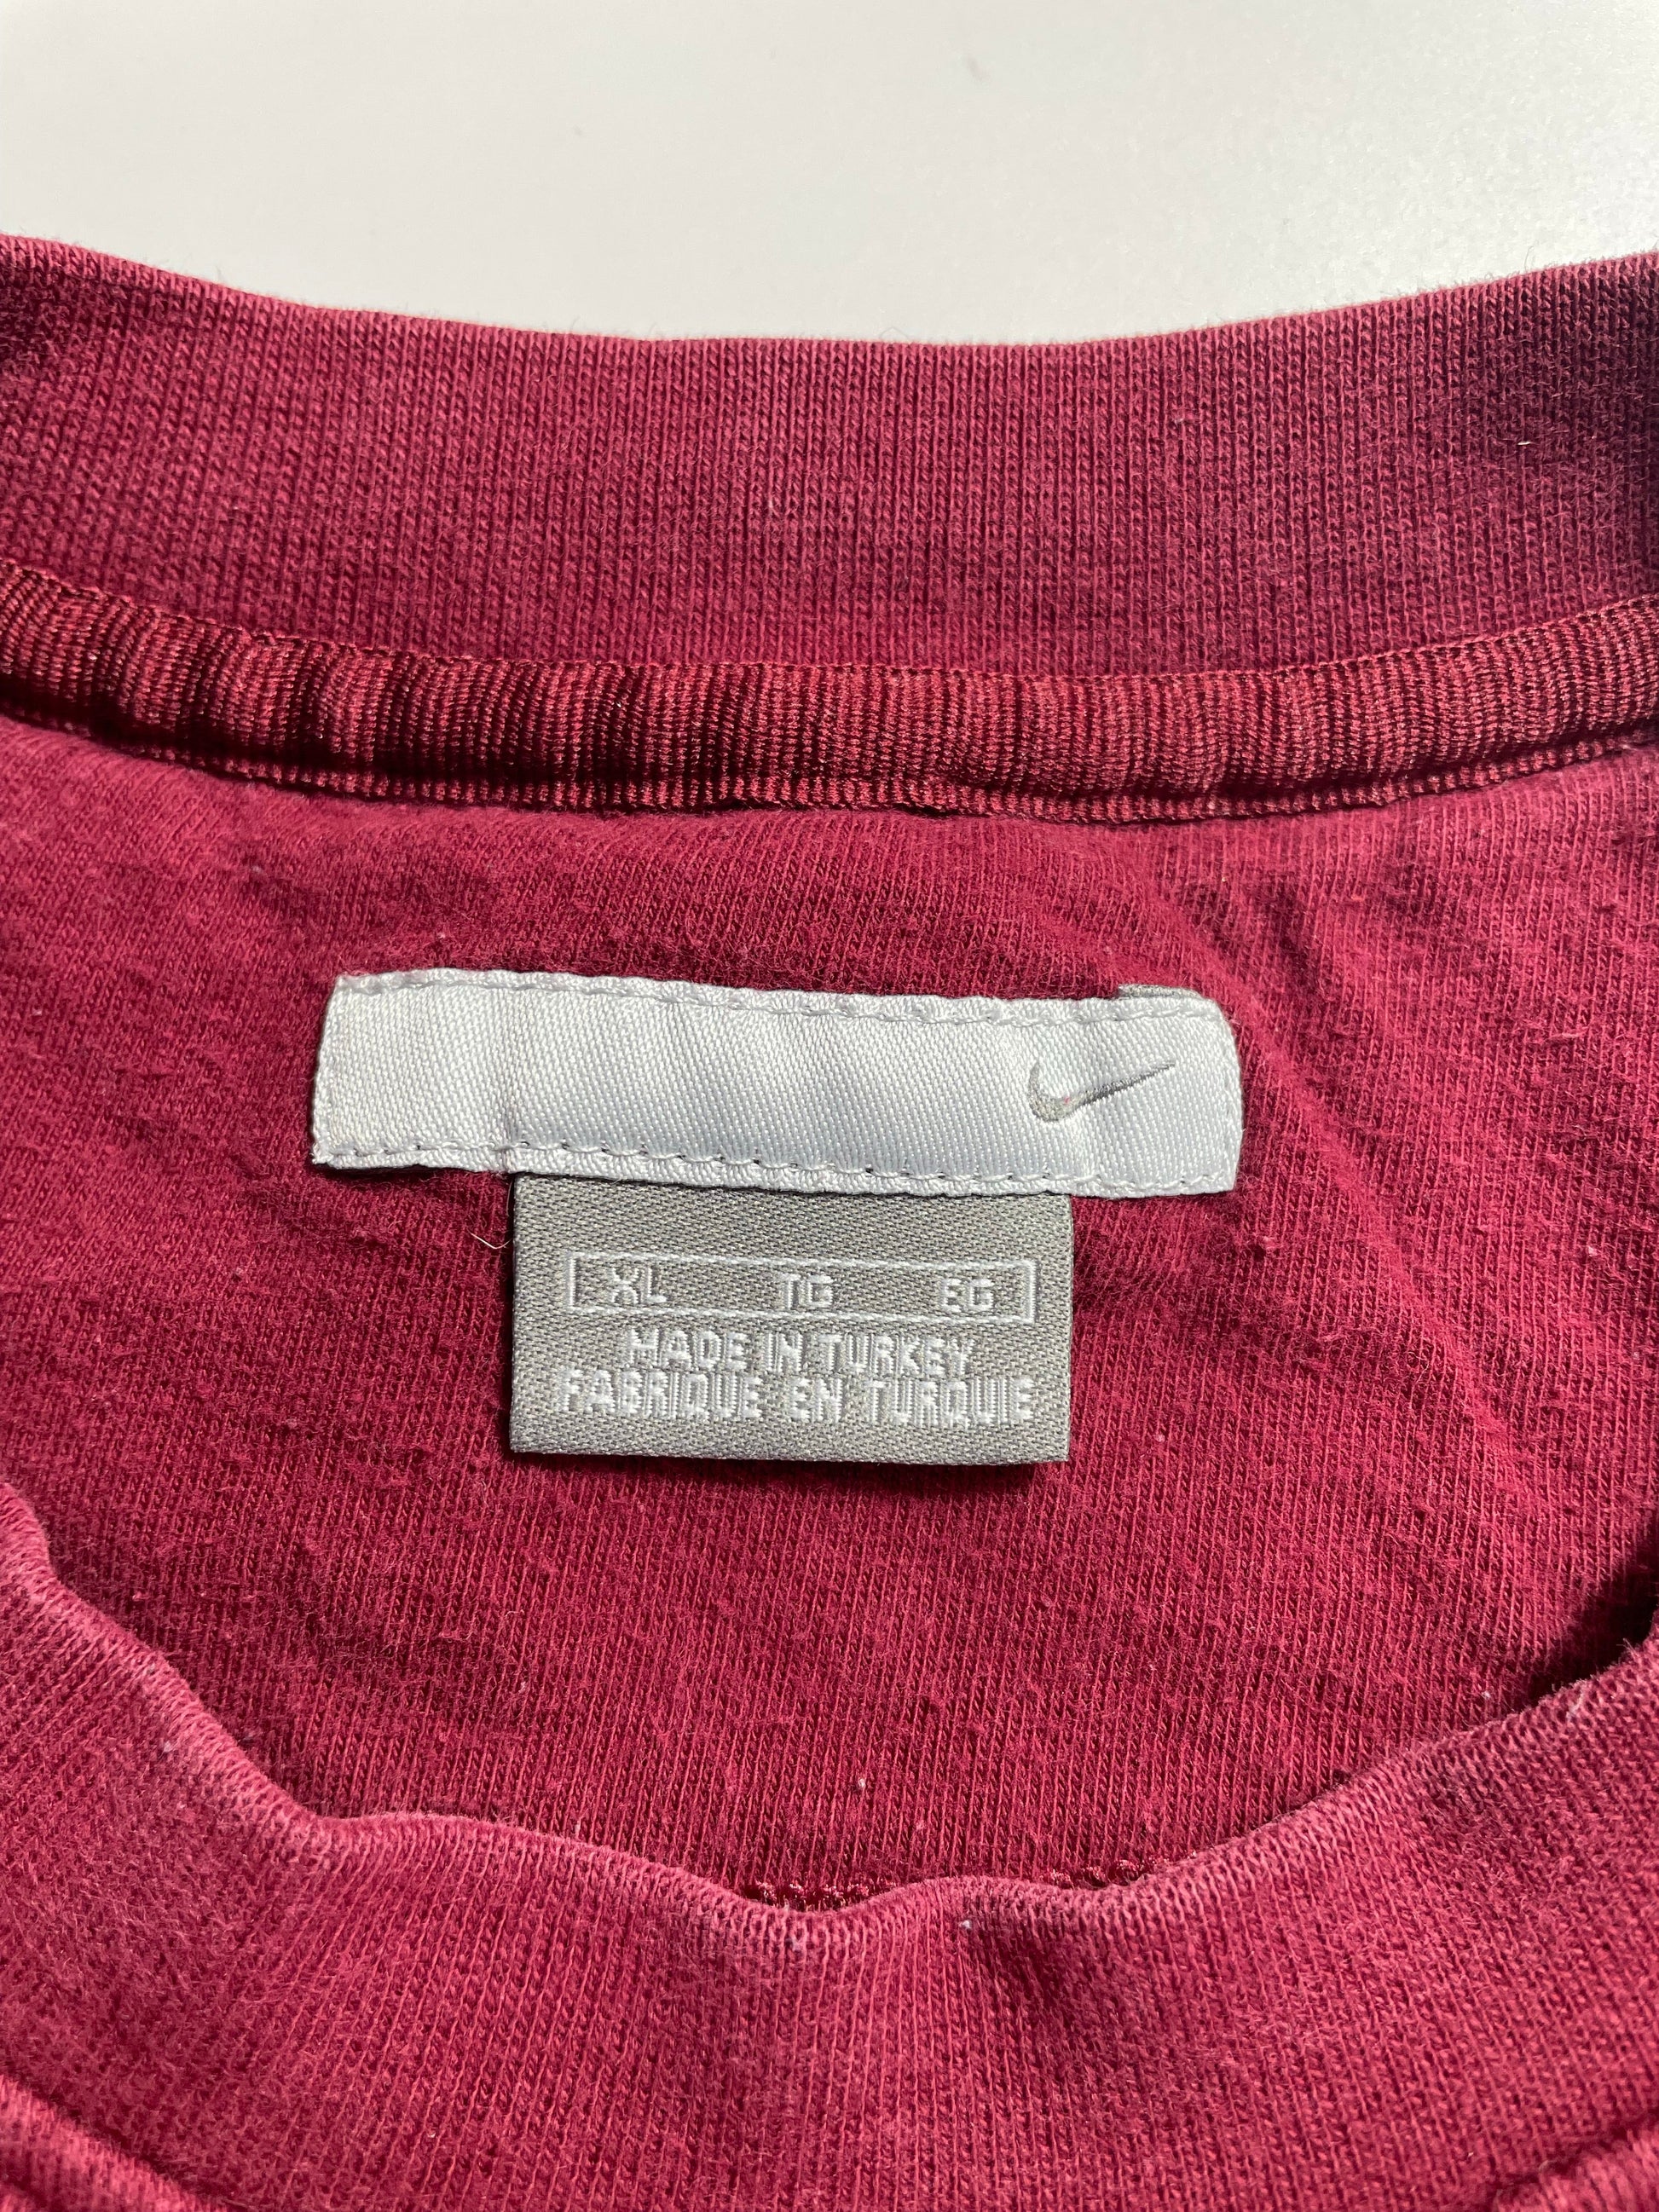 XL TG EG
MADE IN TURKEY
FABRIQUE EN TURQUIE